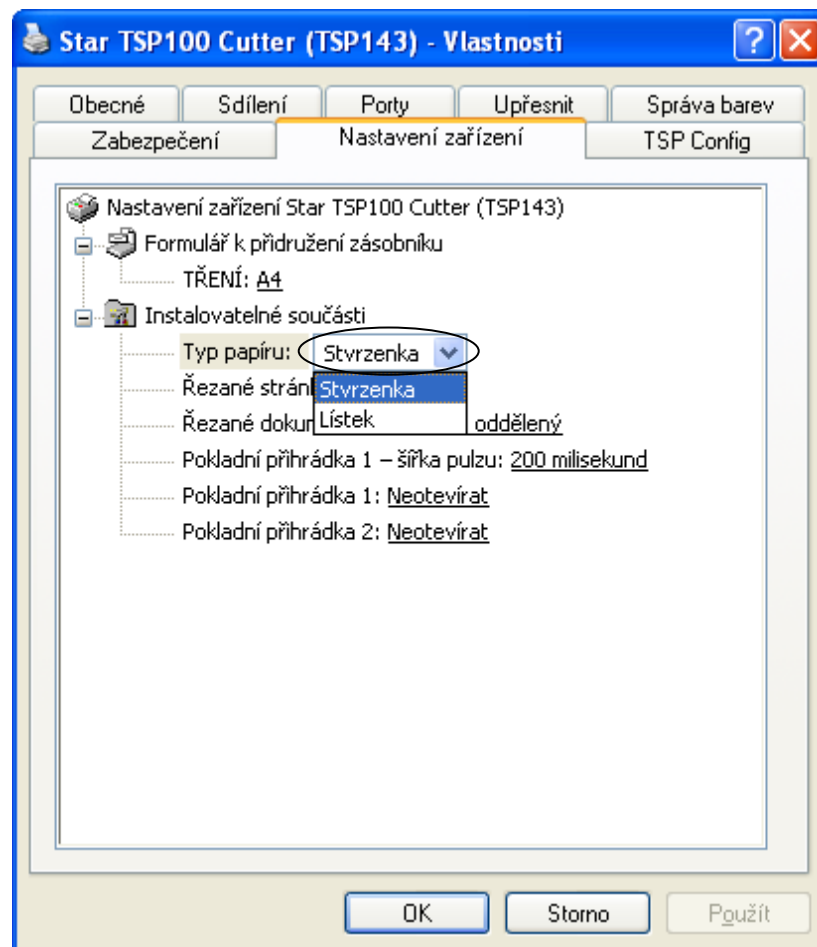 Star TSP100 Cutter (TSP143) - Vlastnosti
Obecné Sdílení Porty Upřesnit Správa barev
Zabezpečení Nastavení zařízení TSP Config
Nastavení zařízení Star TSP100 Cutter (TSP143)
Formulář k přidružení zásobníku
TŘENÍ: A4
Instalovatelné součásti
Typ papíru: Stvrzenka
Řezané strán Stvrzenka
Řezané dokum Lístek oddělený
Pokladní přihrádka 1 – šířka pulzu: 200 milisekund
Pokladní přihrádka 1: Neotevírat
Pokladní přihrádka 2: Neotevírat
OK Storno Použít